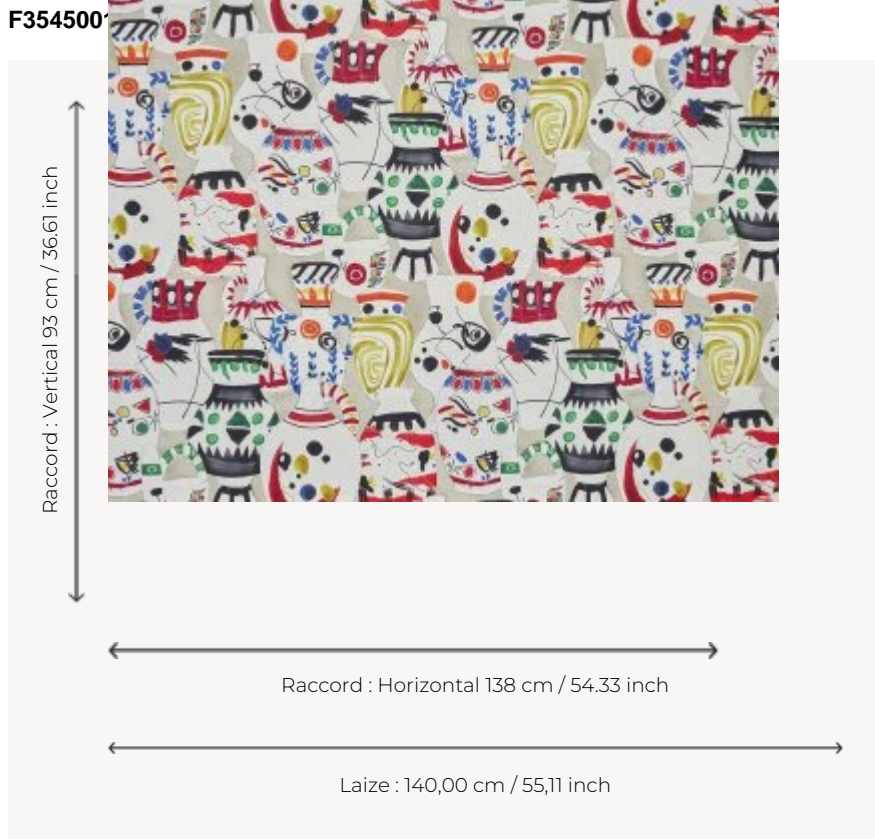 F3545001
Raccord : Vertical 93 cm / 36.61 inch
Raccord : Horizontal 138 cm / 54.33 inch
Laize : 140,00 cm / 55,11 inch